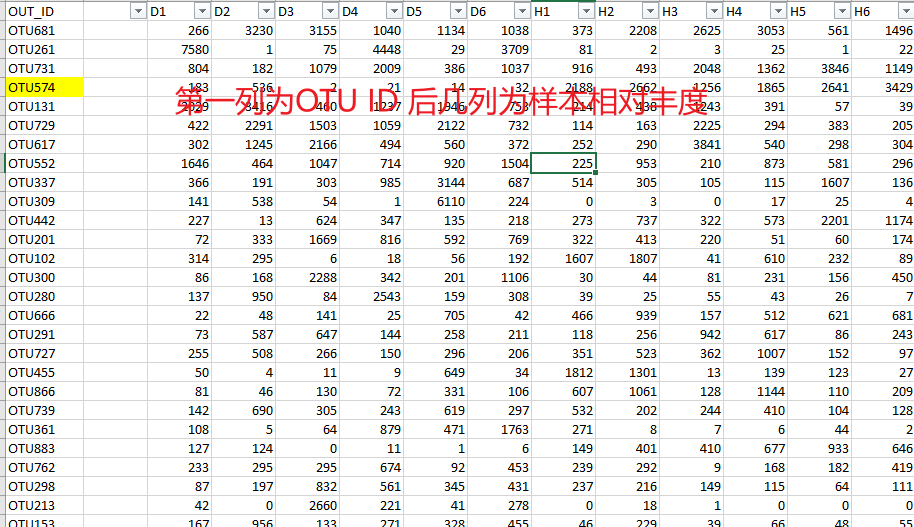 OUT_ID D1 D2 D3 D4 D5 D6 H1 H2 H3 H4 H5 H6
OTU681 266 3230 3155 1040 1134 1038 373 2208 2625 3053 561 1496
OTU261 7580 1 75 4448 29 3709 81 2 3 25 1 22
OTU731 804 182 1079 2009 386 1037 916 493 2048 1362 3846 1149
OTU574 183 536 2 21 14 132 2188 2662 1256 1865 2641 3429
第一列为OTU ID 后几列为样本相对丰度
OTU131 2029 3416 460 1237 1946 753 214 438 1243 391 57 39
OTU729 422 2291 1503 1059 2122 732 114 163 2225 294 383 205
OTU617 302 1245 2166 494 560 372 252 290 3841 540 298 304
OTU552 1646 464 1047 714 920 1504 225 953 210 873 581 296
OTU337 366 191 303 985 3144 687 514 305 105 115 1607 136
OTU309 141 538 54 1 6110 224 0 3 0 17 25 4
OTU442 227 13 624 347 135 218 273 737 322 573 2201 1174
OTU201 72 333 1669 816 592 769 322 413 220 51 60 174
OTU102 314 295 6 18 56 192 1607 1807 41 610 232 89
OTU300 86 168 2288 342 201 1106 30 44 81 231 156 450
OTU280 137 950 84 2543 159 308 39 25 55 43 26 7
OTU666 22 48 141 25 705 42 466 939 157 512 621 681
OTU291 73 587 647 144 258 211 118 256 942 617 86 243
OTU727 255 508 266 150 296 206 351 523 362 1007 152 97
OTU455 50 4 11 9 649 34 1812 1301 13 139 123 27
OTU866 81 46 130 72 331 106 607 1061 128 1144 110 209
OTU739 142 690 305 243 619 297 532 202 244 410 104 128
OTU361 108 5 64 879 471 1763 271 8 7 6 44 2
OTU883 127 124 0 11 1 6 149 401 410 677 933 646
OTU762 233 295 295 674 92 453 239 292 9 168 182 419
OTU298 87 197 832 561 345 431 237 216 149 115 64 111
OTU213 42 0 2660 221 41 278 0 18 1 0 0 0
OTU153 167 956 133 271 328 455 46 229 39 66 48 55